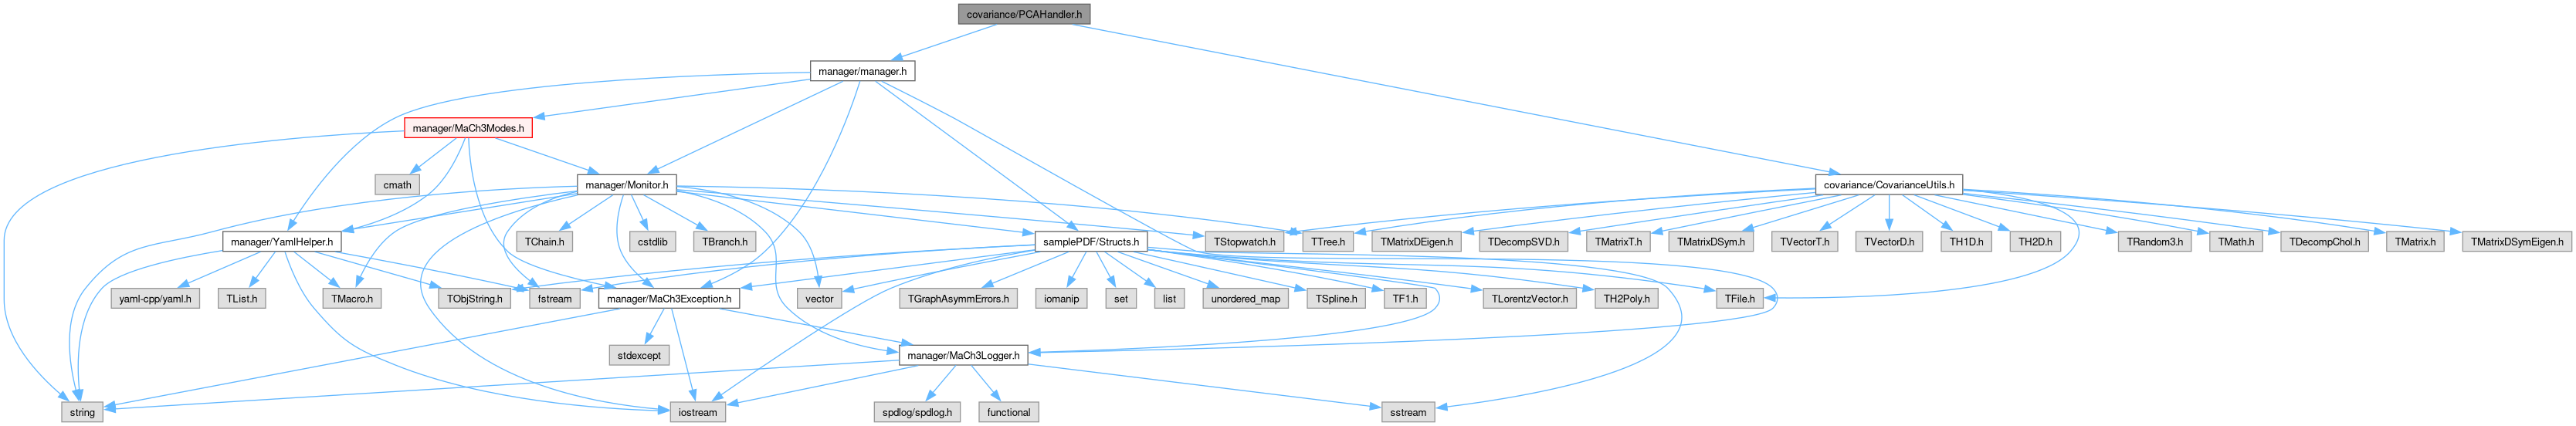 covariance/PCAHandler.h
manager/manager.h
manager/MaCh3Modes.h
cmath
manager/Monitor.h
covariance/CovarianceUtils.h
manager/YamlHelper.h
TChain.h
cstdlib
TBranch.h
samplePDF/Structs.h
TStopwatch.h
TTree.h
TMatrixDEigen.h
TDecompSVD.h
TMatrixT.h
TMatrixDSym.h
TVectorT.h
TVectorD.h
TH1D.h
TH2D.h
TRandom3.h
TMath.h
TDecompChol.h
TMatrix.h
TMatrixDSymEigen.h
yaml-cpp/yaml.h
TList.h
TMacro.h
TObjString.h
fstream
manager/MaCh3Exception.h
vector
TGraphAsymmErrors.h
iomanip
set
list
unordered_map
TSpline.h
TF1.h
TLorentzVector.h
TH2Poly.h
TFile.h
stdexcept
manager/MaCh3Logger.h
string
iostream
spdlog/spdlog.h
functional
sstream